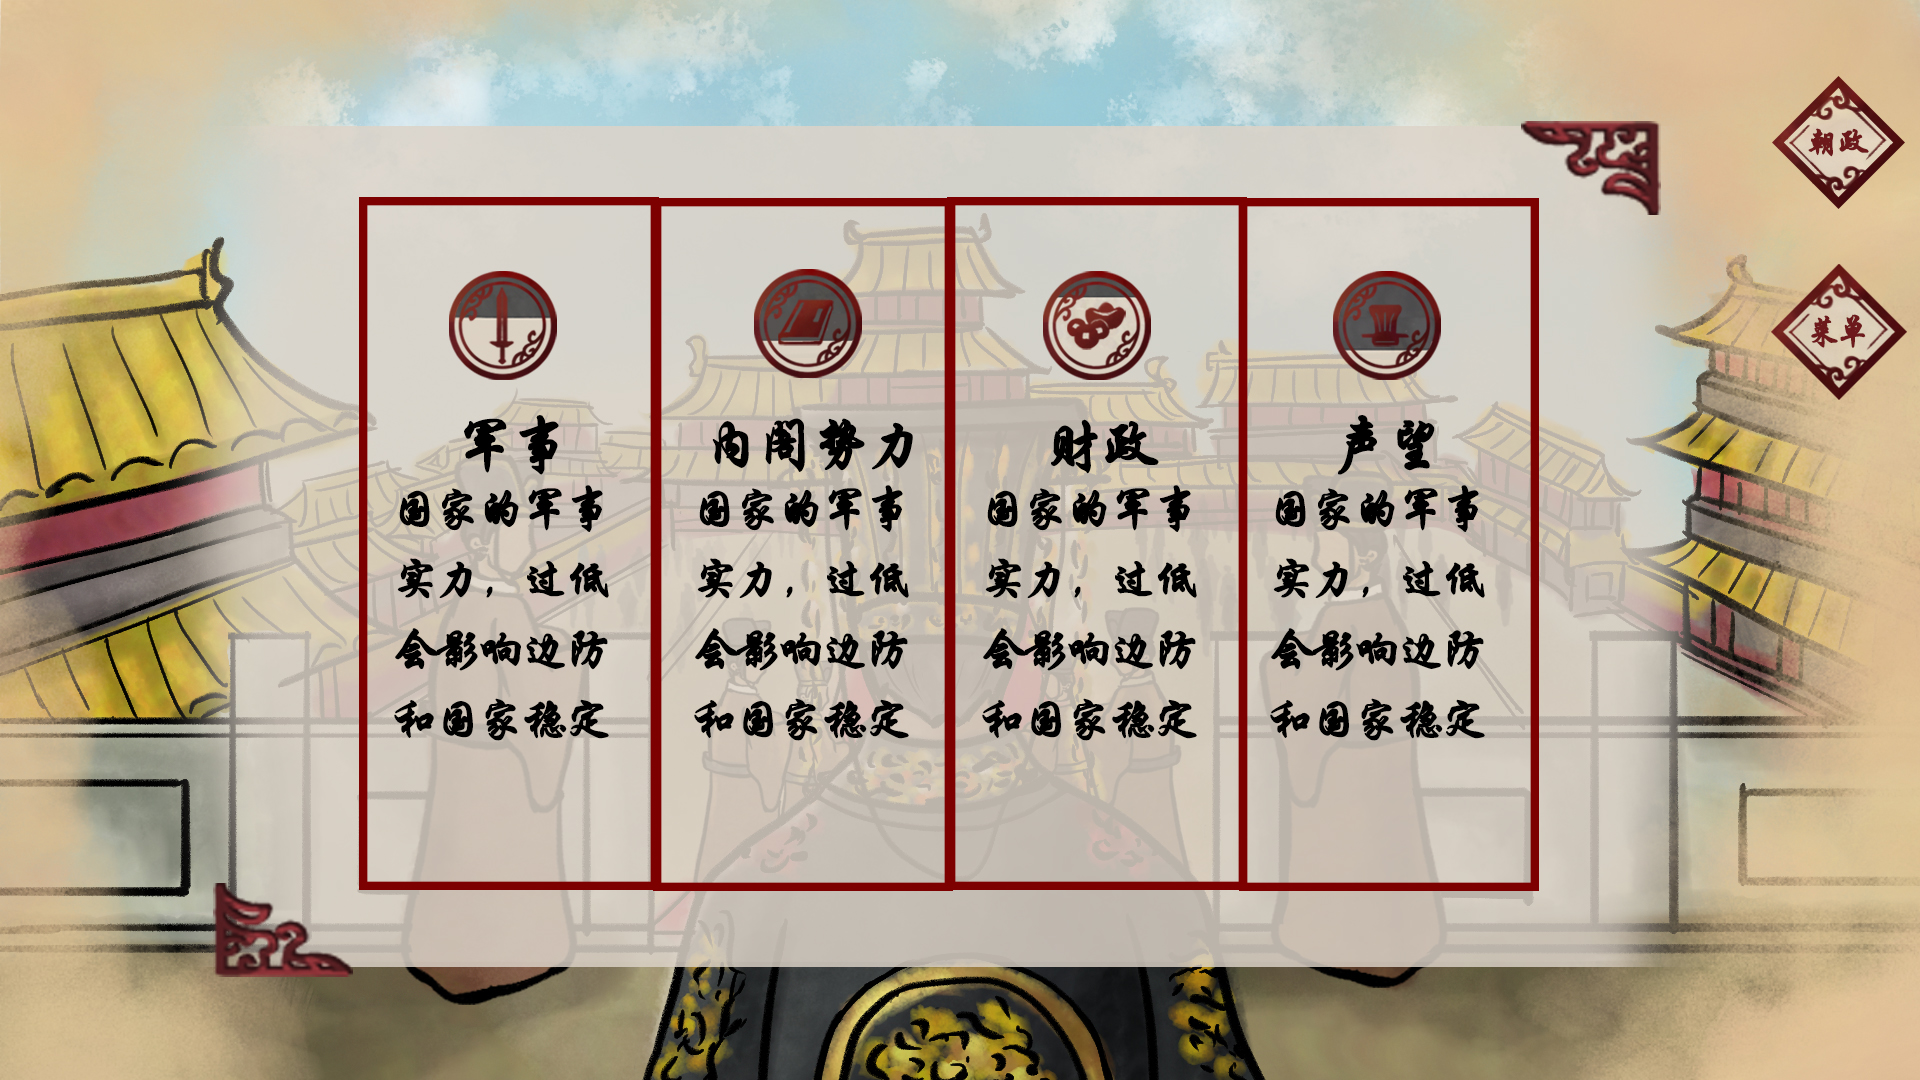 朝政
菜单
军事
国家的军事
实力，过低
会影响边防
和国家稳定
内阁势力
国家的军事
实力，过低
会影响边防
和国家稳定
财政
国家的军事
实力，过低
会影响边防
和国家稳定
声望
国家的军事
实力，过低
会影响边防
和国家稳定